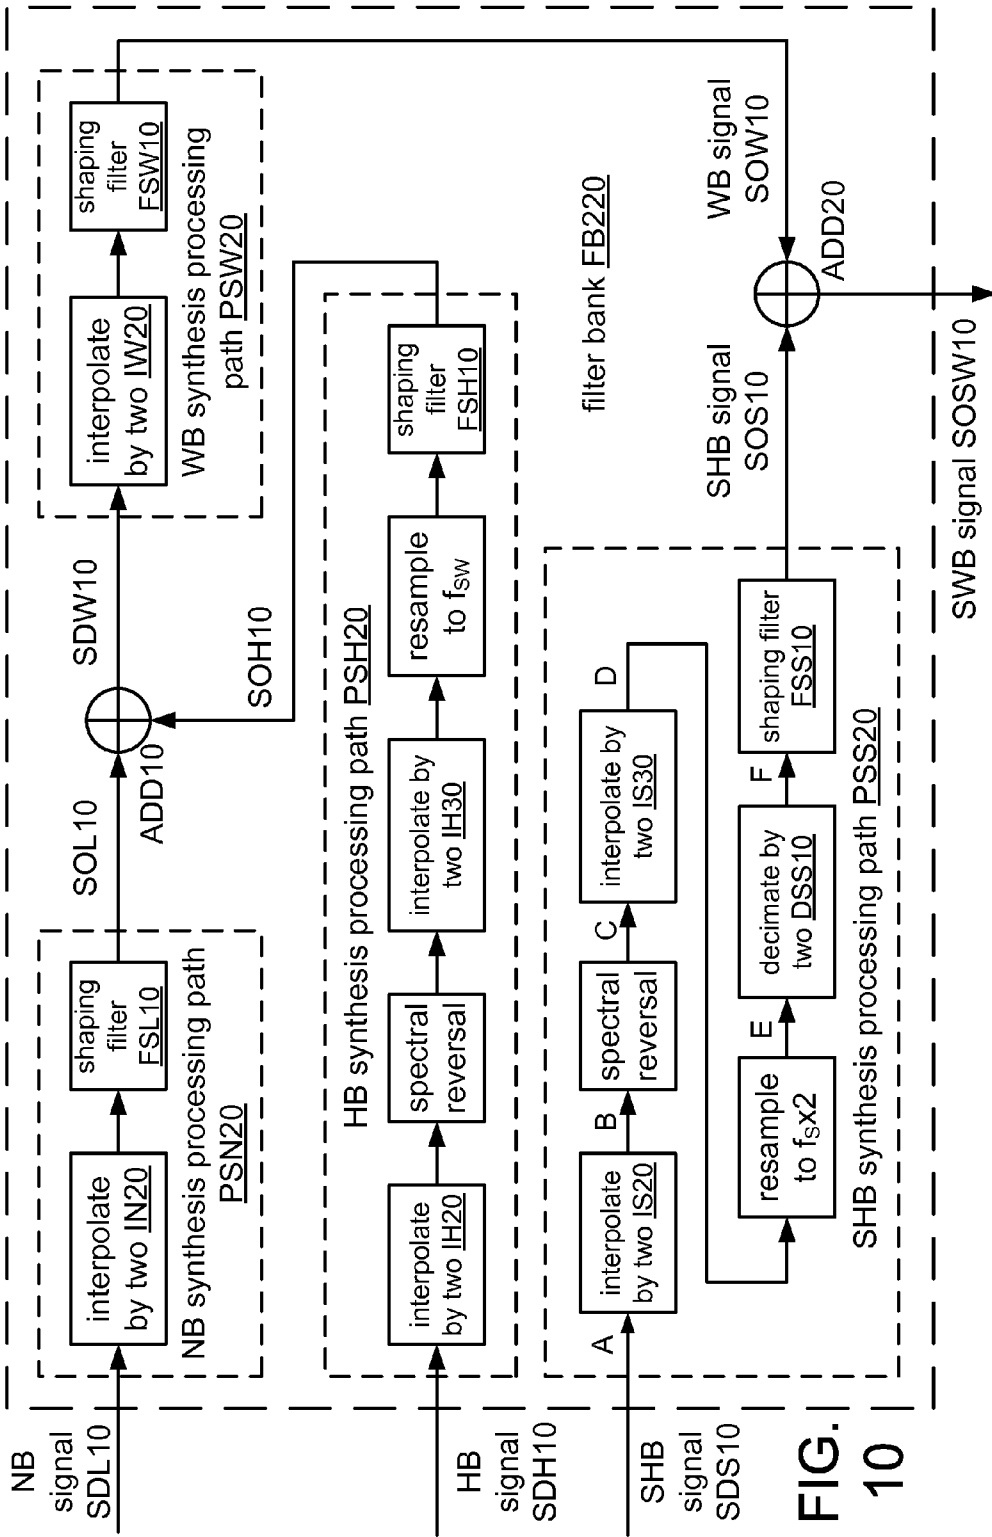 NB
signal
SDL10
interpolate
by two IN20
shaping
filter
FSL10
NB synthesis processing path
PSN20
SOL10
ADD10
SDW10
interpolate
by two IW20
shaping
filter
FSW10
WB synthesis processing
path PSW20
HB
signal
SDH10
HB synthesis processing path PSH20
interpolate
by two IH20
spectral
reversal
interpolate by
two IH30
resample
to fSW
shaping
filter
FSH10
SOH10
filter bank FB220
SHB
signal
SDS10
A
interpolate
by two IS20
B
spectral
reversal
C
interpolate by
two IS30
D
resample
to fSx2
E
decimate by
two DSS10
F
shaping filter
FSS10
SHB synthesis processing path PSS20
SHB signal
SOS10
WB signal
SOW10
ADD20
SWB signal SOSW10
FIG.
10